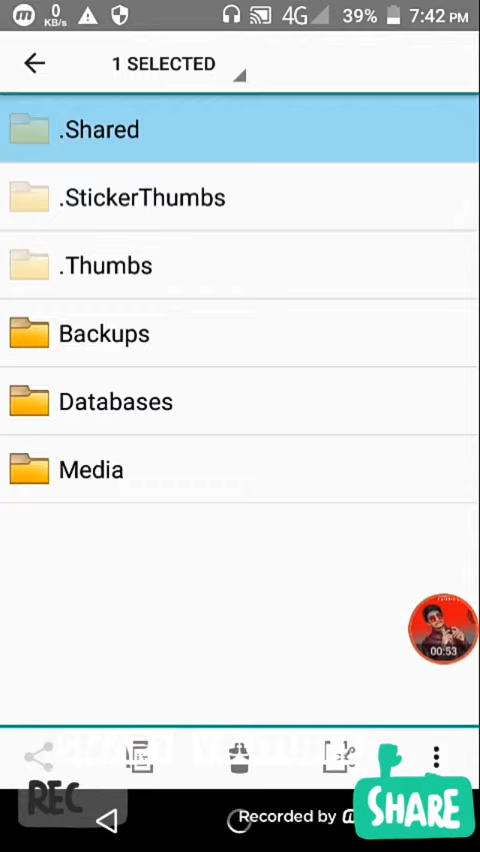 0
KB/s
4G
39%
7:42 PM
1 SELECTED
.Shared
.StickerThumbs
.Thumbs
Backups
Databases
Media
00:53
REC
Recorded by
SHARE